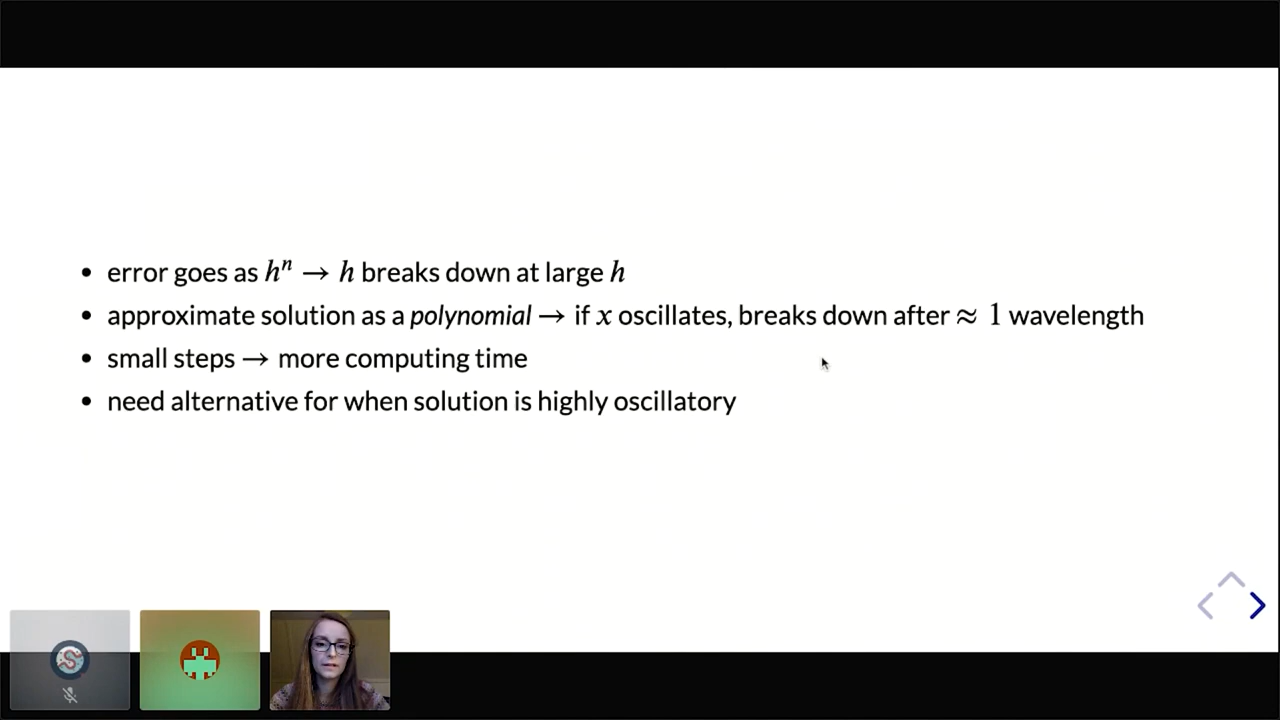 • error goes as hⁿ → h breaks down at large h
• approximate solution as a polynomial → if x oscillates, breaks down after ≈ 1 wavelength
• small steps → more computing time
• need alternative for when solution is highly oscillatory